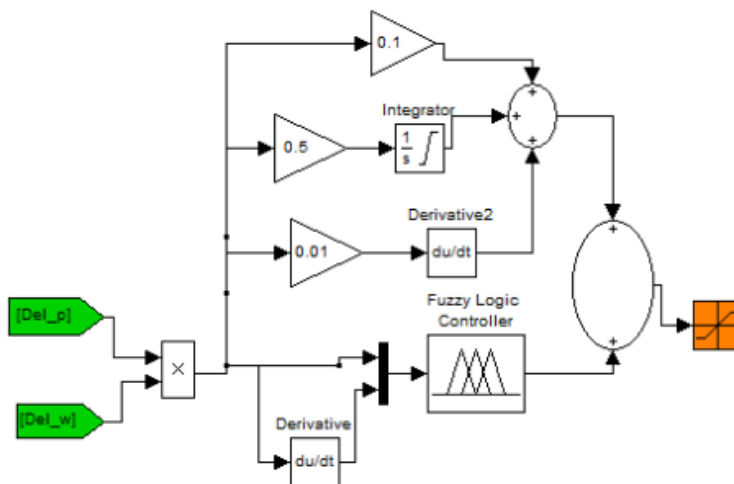 0.1
+
Integrator
+
0.5
1
s
+
Derivative2
+
0.01
du/dt
Fuzzy Logic
Controller
[Del_p]
×
+
[Del_w]
Derivative
du/dt